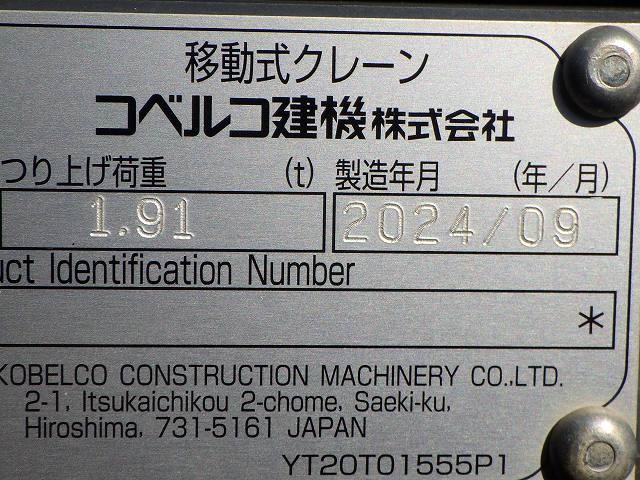 移動式クレーン
コベルコ建機株式会社
つり上げ荷重 (t) 製造年月 (年／月)
1.91 2024/09
uct Identification Number
*
KOBELCO CONSTRUCTION MACHINERY CO.,LTD.
2-1, Itsukaichikou 2-chome, Saeki-ku,
Hiroshima, 731-5161 JAPAN
YT20T01555P1